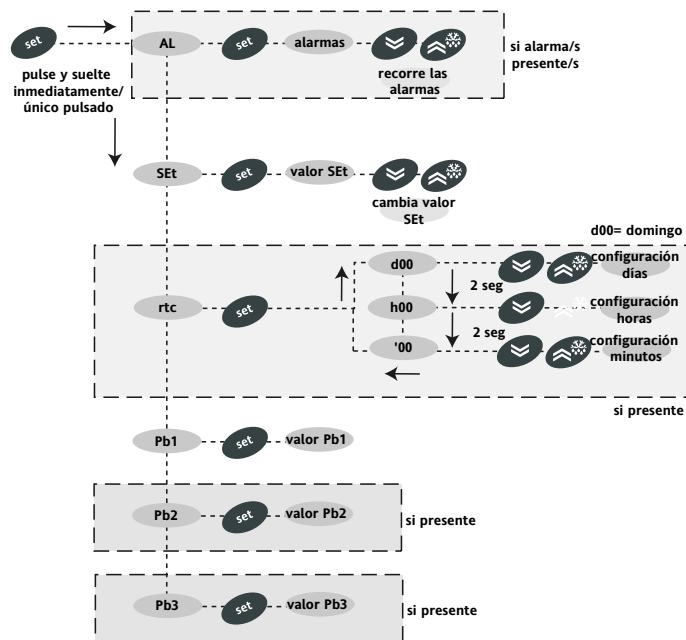 set
AL
set
alarmas
recorre las
alarmas
si alarma/s
presente/s
pulse y suelte
inmediatamente/
único pulsado
SEt
set
valor SEt
cambia valor
SEt
d00= domingo
d00
configuración
días
2 seg
rtc
set
h00
configuración
horas
2 seg
'00
configuración
minutos
si presente
Pb1
set
valor Pb1
Pb2
set
valor Pb2
si presente
Pb3
set
valor Pb3
si presente